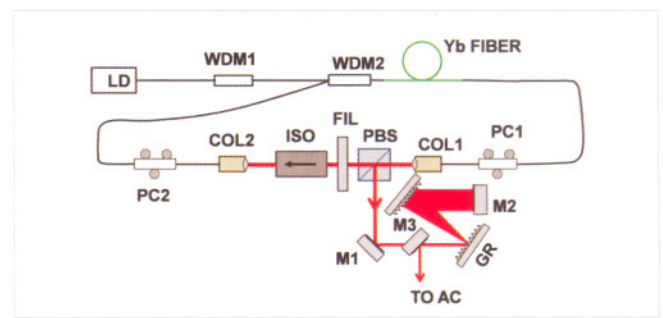 Yb FIBER
WDM1
WDM2
LD
FIL
PC1
COL2
ISO
PBS
COL1
PC2
M2
M3
M1
GR
TO AC